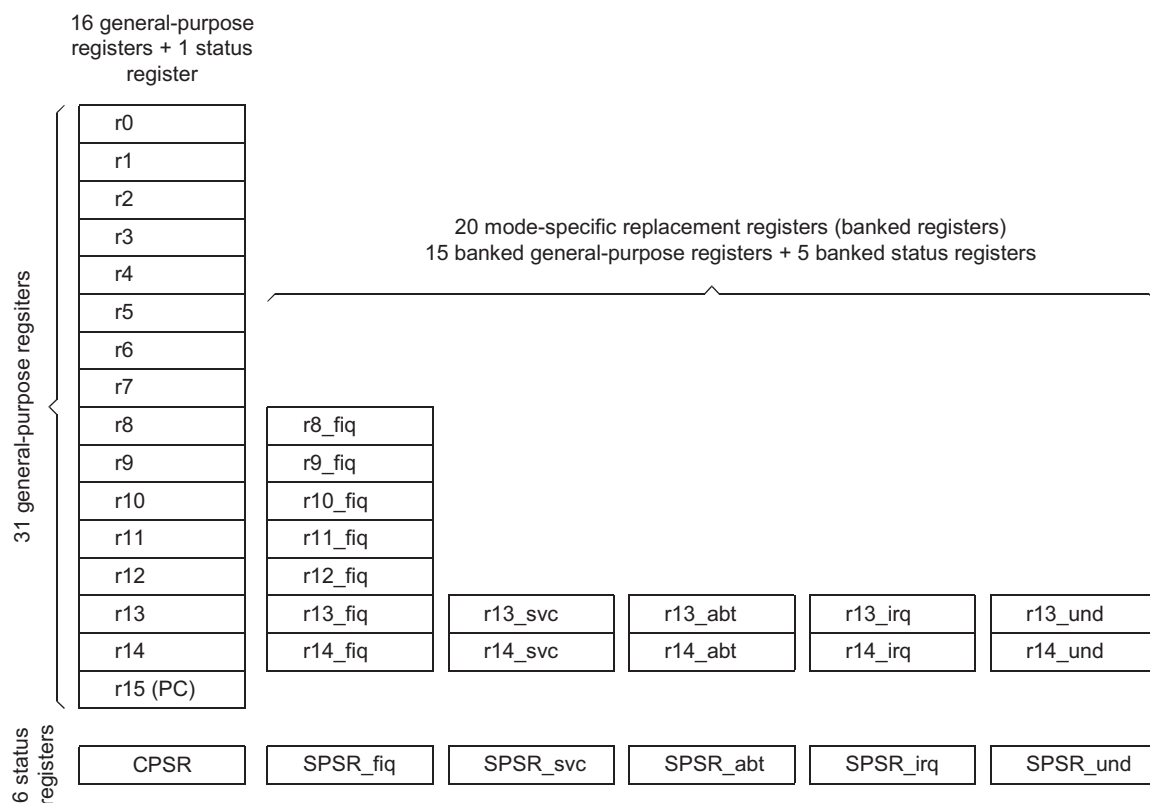 16 general-purpose
registers + 1 status
register
r0
r1
r2
r3
r4
r5
r6
r7
r8
r9
r10
r11
r12
r13
r14
r15 (PC)
CPSR
31 general-purpose regsiters
6 status
registers
20 mode-specific replacement registers (banked registers)
15 banked general-purpose registers + 5 banked status registers
r8_fiq
r9_fiq
r10_fiq
r11_fiq
r12_fiq
r13_fiq
r14_fiq
SPSR_fiq
r13_svc
r14_svc
SPSR_svc
r13_abt
r14_abt
SPSR_abt
r13_irq
r14_irq
SPSR_irq
r13_und
r14_und
SPSR_und